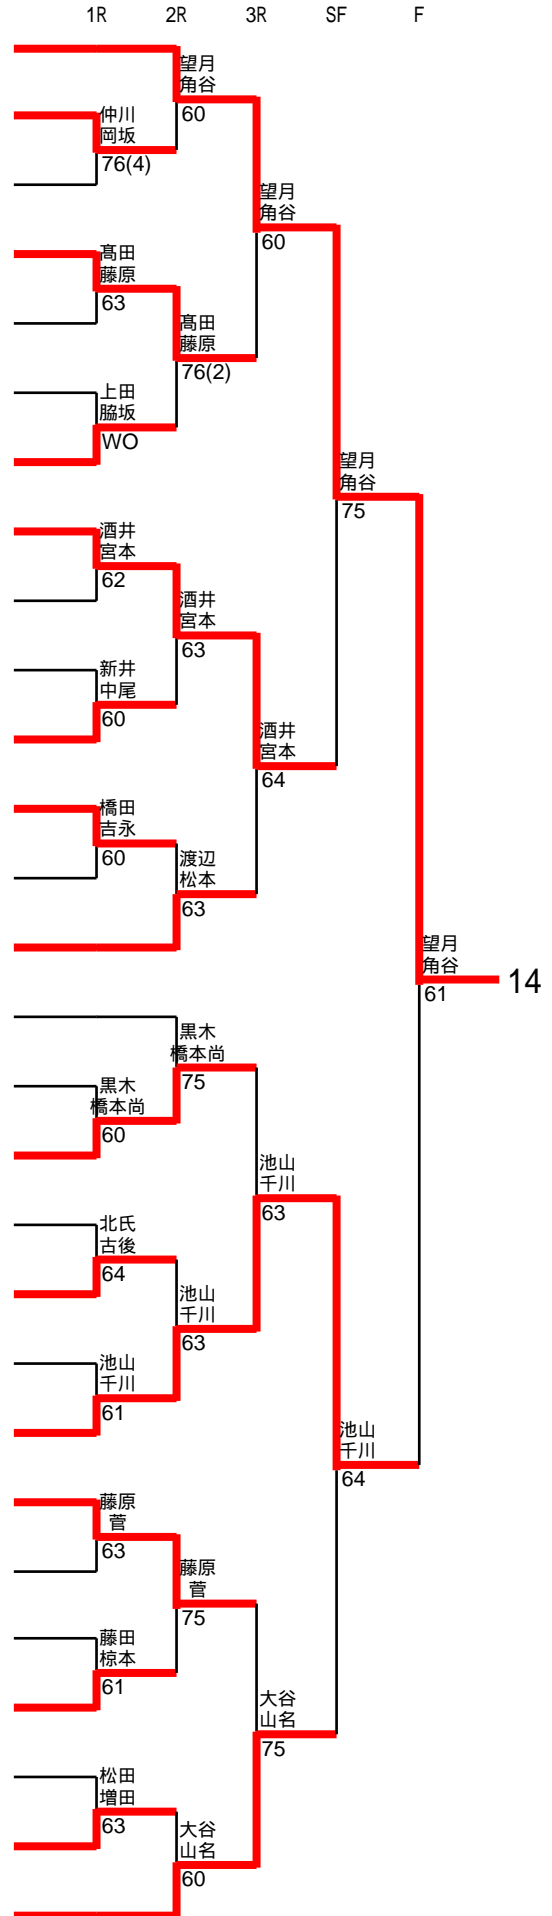 1R 2R 3R SF F
望月
角谷
60
仲川
岡坂
76(4)
望月
角谷
60
髙田
藤原
63
髙田
藤原
76(2)
上田
脇坂
WO
望月
角谷
75
酒井
宮本
62
酒井
宮本
63
新井
中尾
60
酒井
宮本
64
橋田
吉永
60
渡辺
松本
63
望月
角谷
61
14
黒木
橋本尚
75
黒木
橋本尚
60
池山
千川
63
北氏
古後
64
池山
千川
63
池山
千川
61
池山
千川
64
藤原
菅
63
藤原
菅
75
藤田
椋本
61
大谷
山名
75
松田
増田
63
大谷
山名
60